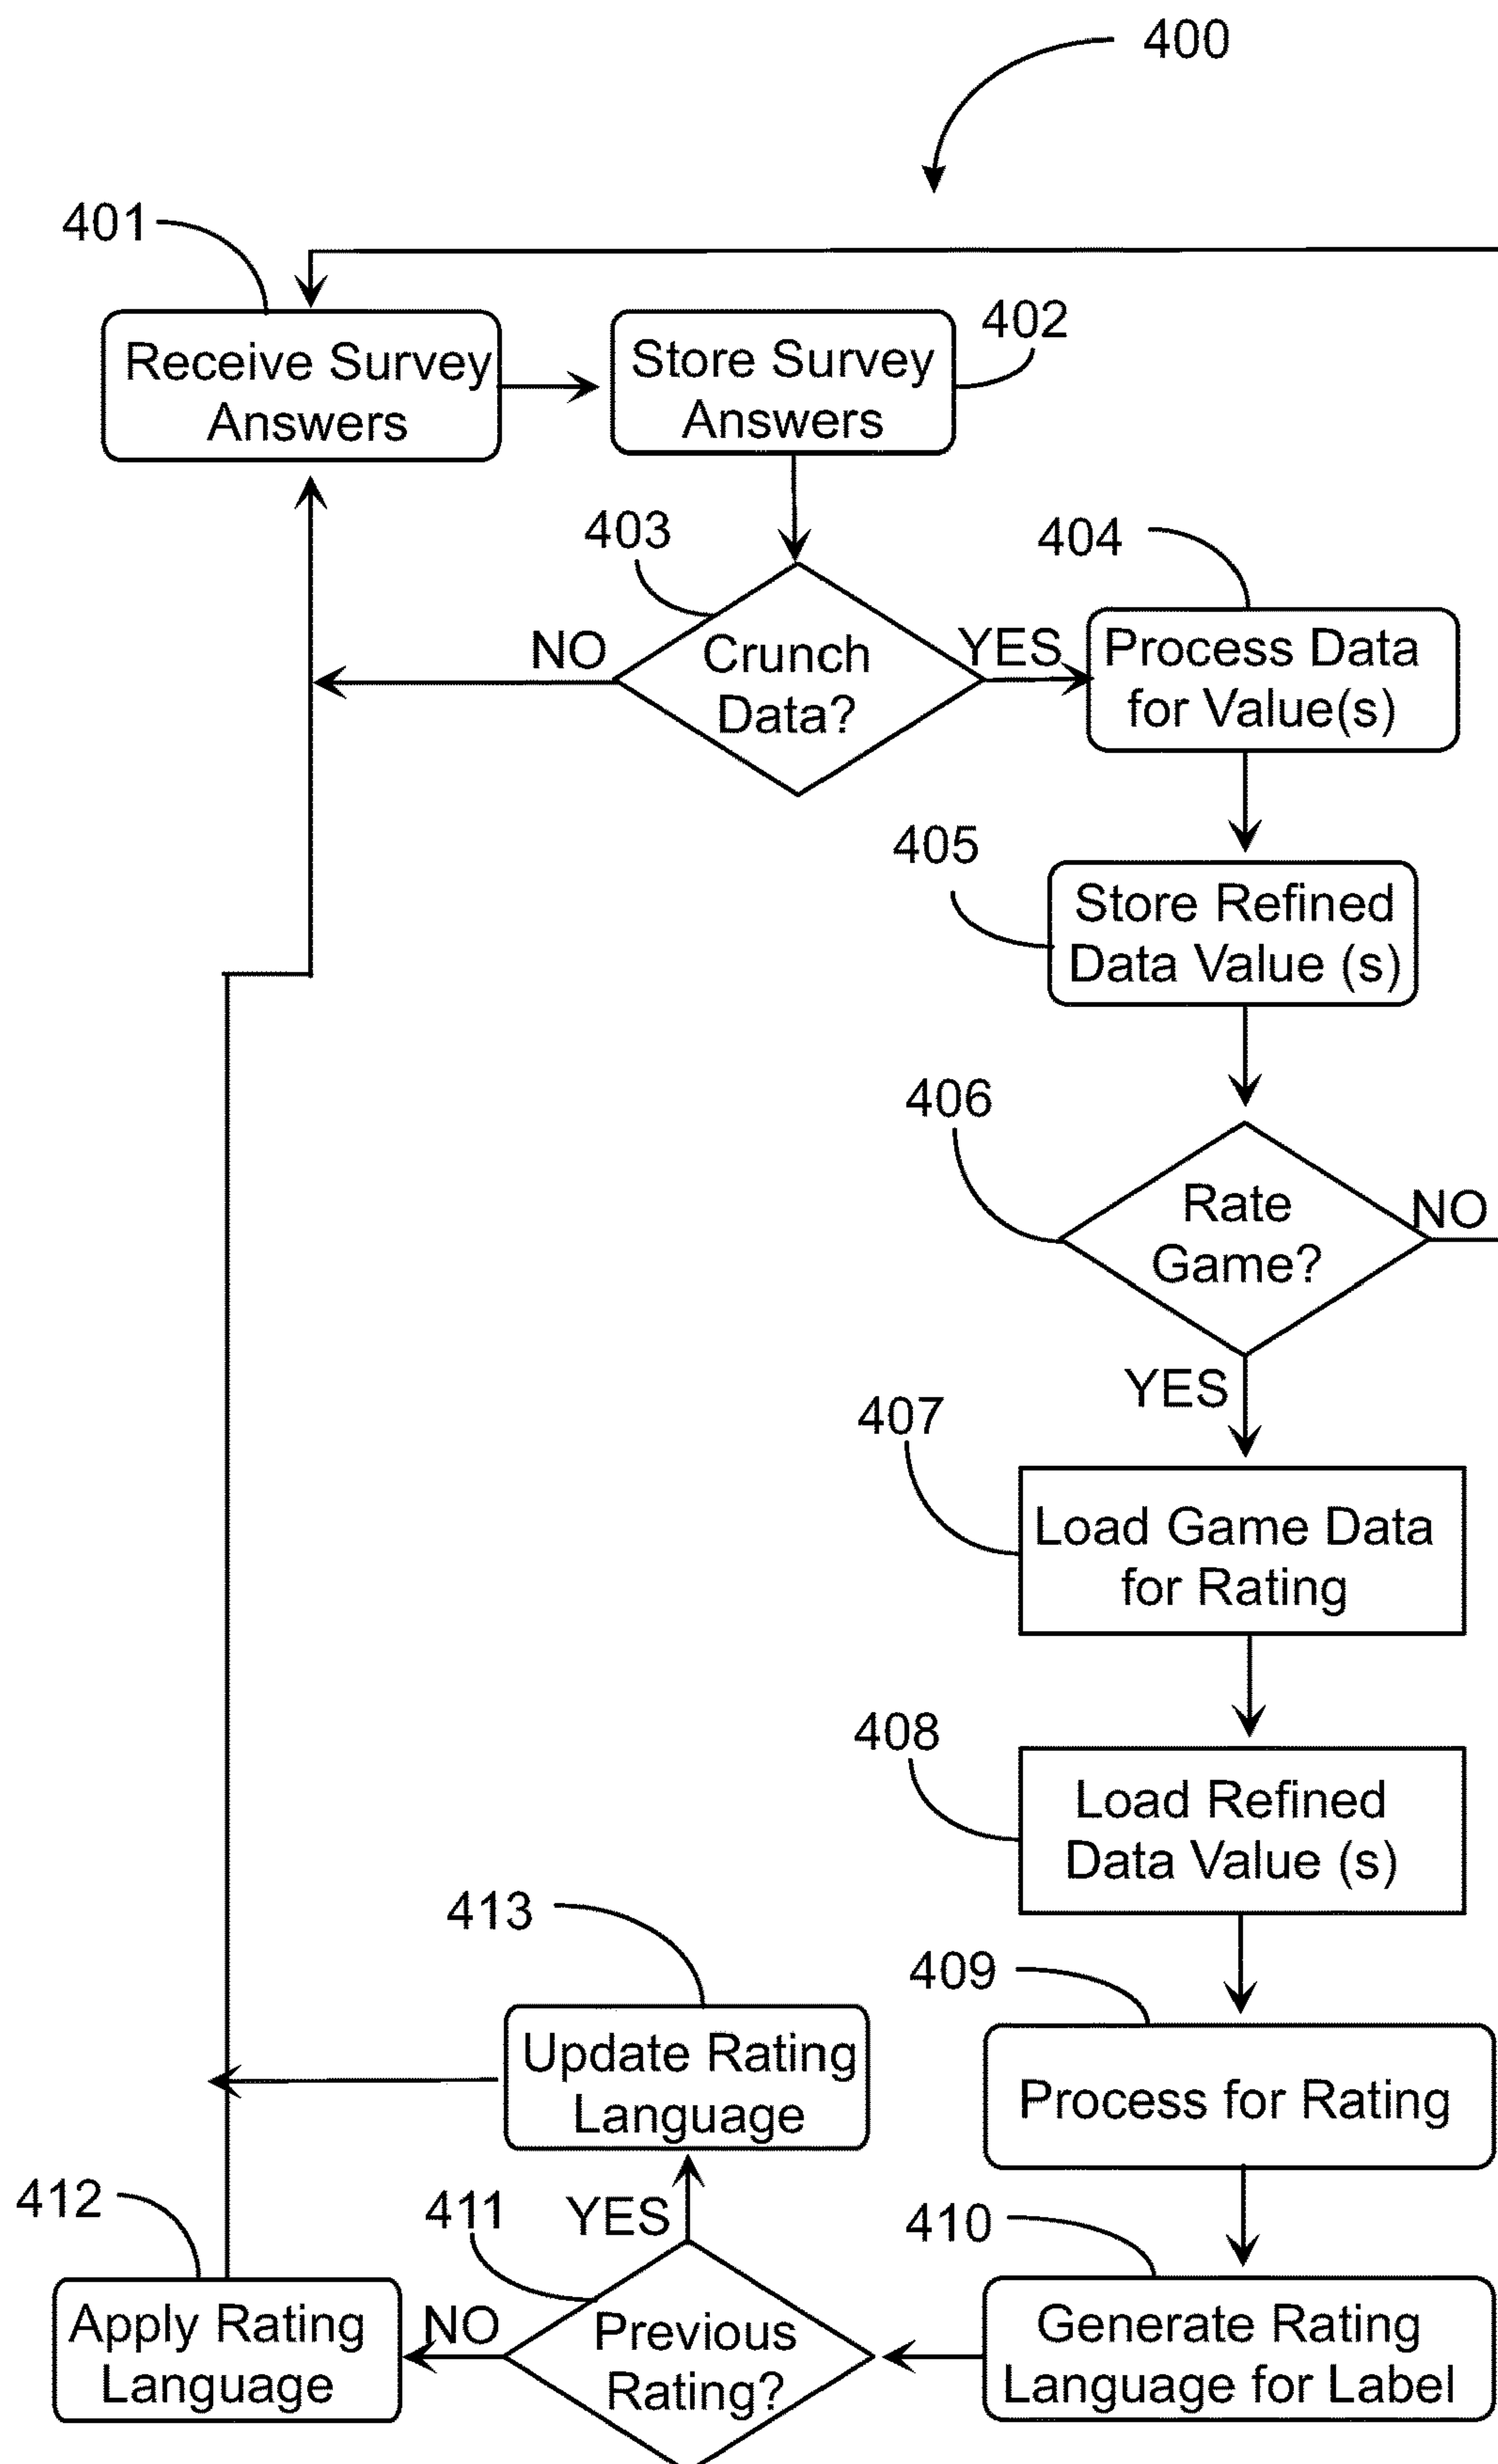 400
401
Receive Survey
Answers
Store Survey
Answers
402
403
404
NO
Crunch
Data?
YES
Process Data
for Value(s)
405
Store Refined
Data Value (s)
406
Rate
Game?
NO
YES
407
Load Game Data
for Rating
408
Load Refined
Data Value (s)
409
Process for Rating
413
Update Rating
Language
412
411
YES
410
Apply Rating
Language
NO
Previous
Rating?
Generate Rating
Language for Label